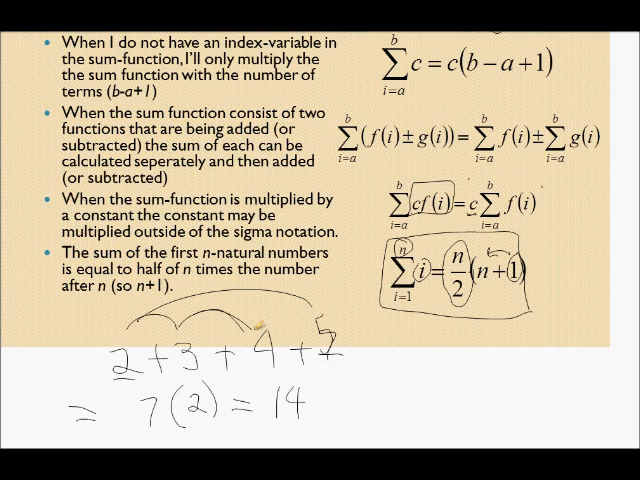 When I do not have an index-variable in
the sum-function, I'll only multiply the
the sum function with the number of
terms (b-a+1)
When the sum function consist of two
functions that are being added (or
subtracted) the sum of each can be
calculated seperately and then added
(or subtracted)
When the sum-function is multiplied by
a constant the constant may be
multiplied outside of the sigma notation.
The sum of the first n-natural numbers
is equal to half of n times the number
after n (so n+1).
∑_{i=a}^{b} c = c(b − a + 1)
∑_{i=a}^{b} (f(i) ± g(i)) = ∑_{i=a}^{b} f(i) ± ∑_{i=a}^{b} g(i)
∑_{i=a}^{b} cf(i) = c ∑_{i=a}^{b} f(i)
∑_{i=1}^{n} i = n/2 (n + 1)
2 + 3 + 4 + 5
= 7(2) = 14